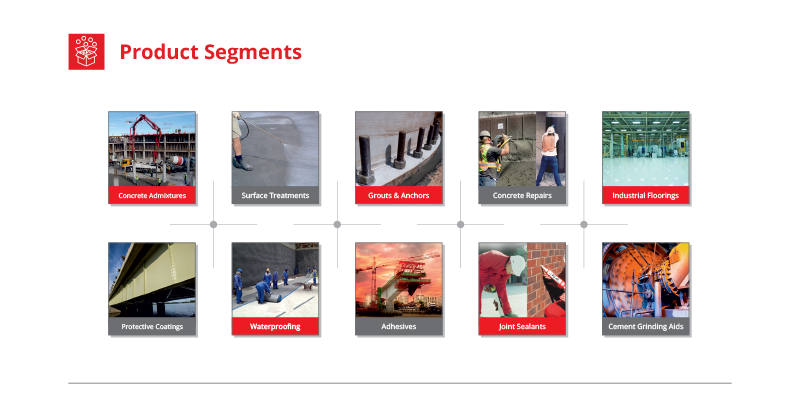 Product Segments
Concrete Admixtures
Surface Treatments
Grouts & Anchors
Concrete Repairs
Industrial Floorings
Protective Coatings
Waterproofing
Adhesives
Joint Sealants
Cement Grinding Aids